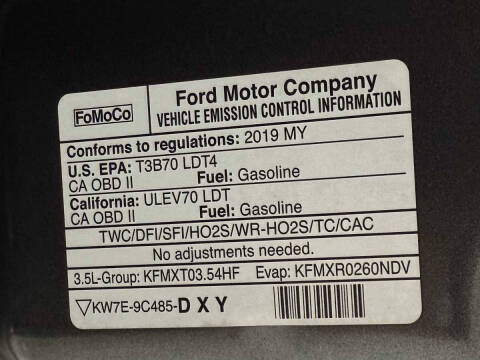 FoMoCo
Ford Motor Company
VEHICLE EMISSION CONTROL INFORMATION
Conforms to regulations: 2019 MY
U.S. EPA: T3B70 LDT4
CA OBD II Fuel: Gasoline
California: ULEV70 LDT
CA OBD II Fuel: Gasoline
TWC/DFI/SFI/HO2S/WR-HO2S/TC/CAC
No adjustments needed.
3.5L-Group: KFMXT03.54HF Evap: KFMXR0260NDV
▽KW7E-9C485-D X Y